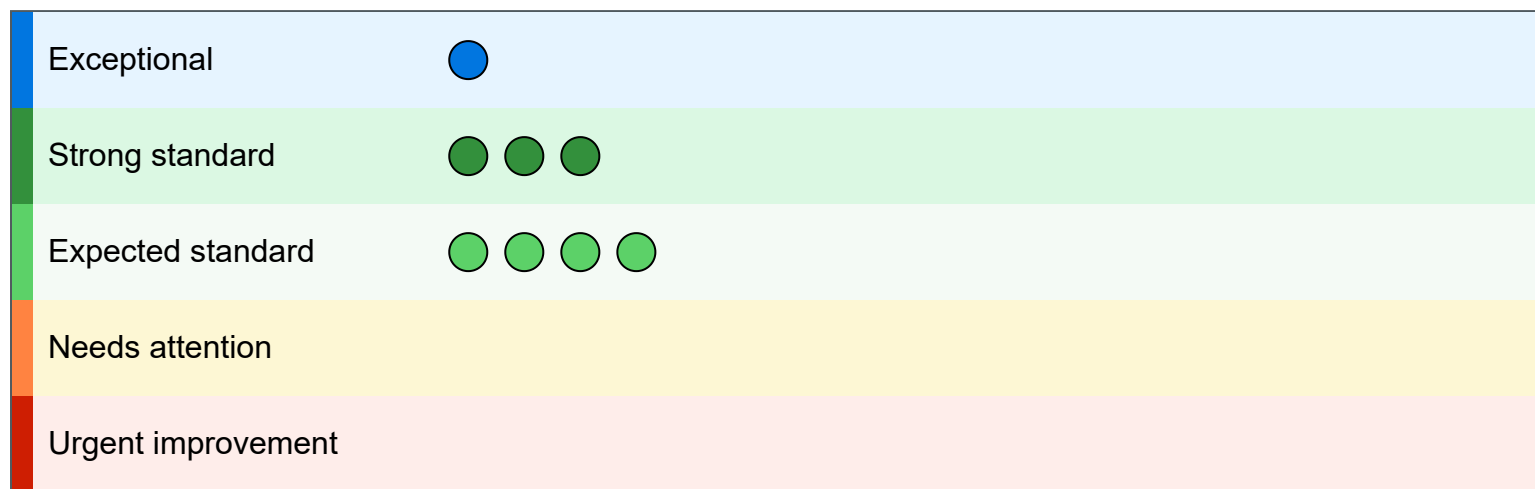 Exceptional
Strong standard
Expected standard
Needs attention
Urgent improvement